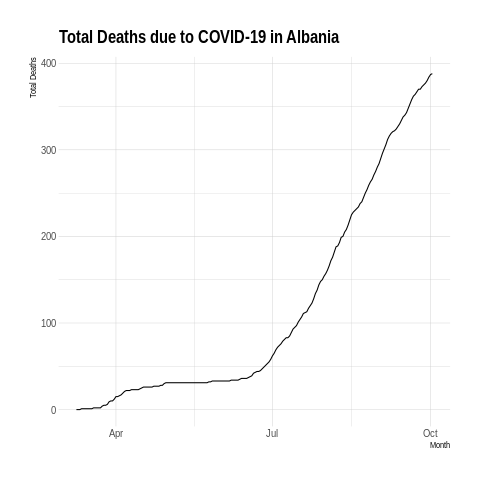 Total Deaths due to COVID-19 in Albania
Total Deaths
400
300
200
100
0
Apr
Jul
Oct
Month